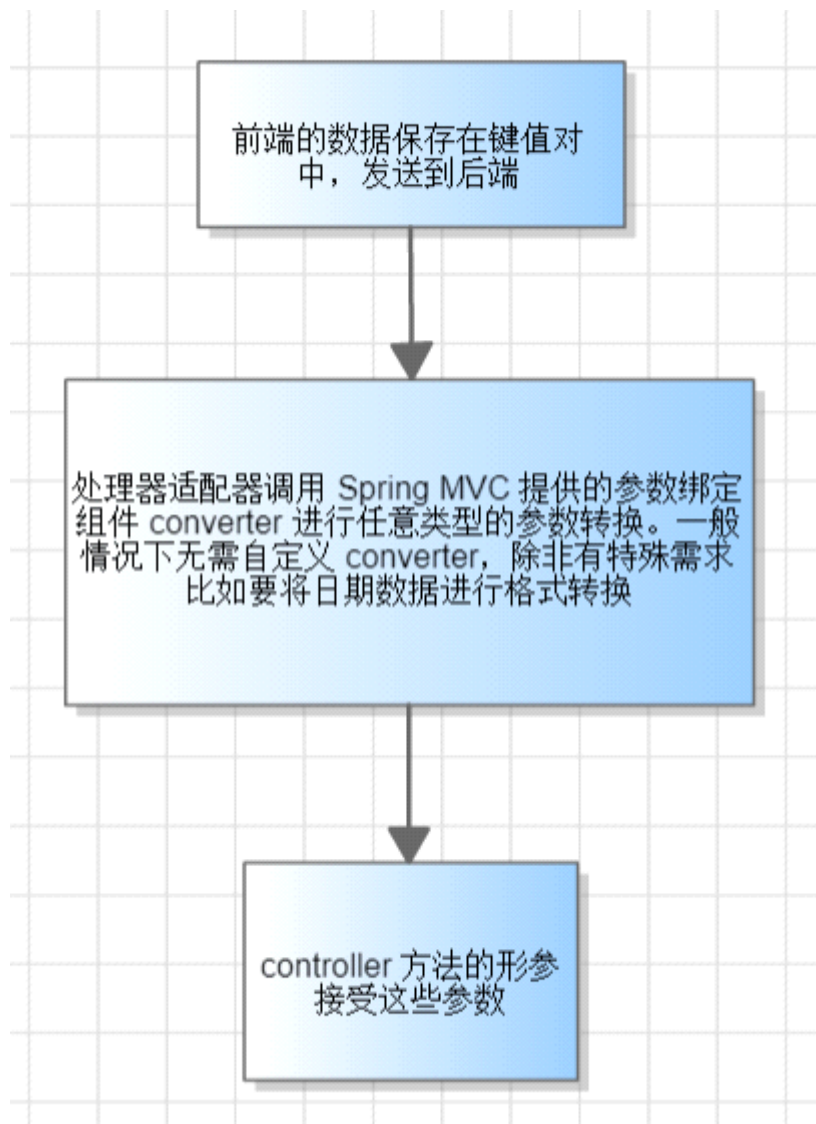 前端的数据保存在键值对
中，发送到后端
处理器适配器调用 Spring MVC 提供的参数绑定
组件 converter 进行任意类型的参数转换。一般
情况下无需自定义 converter，除非有特殊需求
比如要将日期数据进行格式转换
controller 方法的形参
接受这些参数